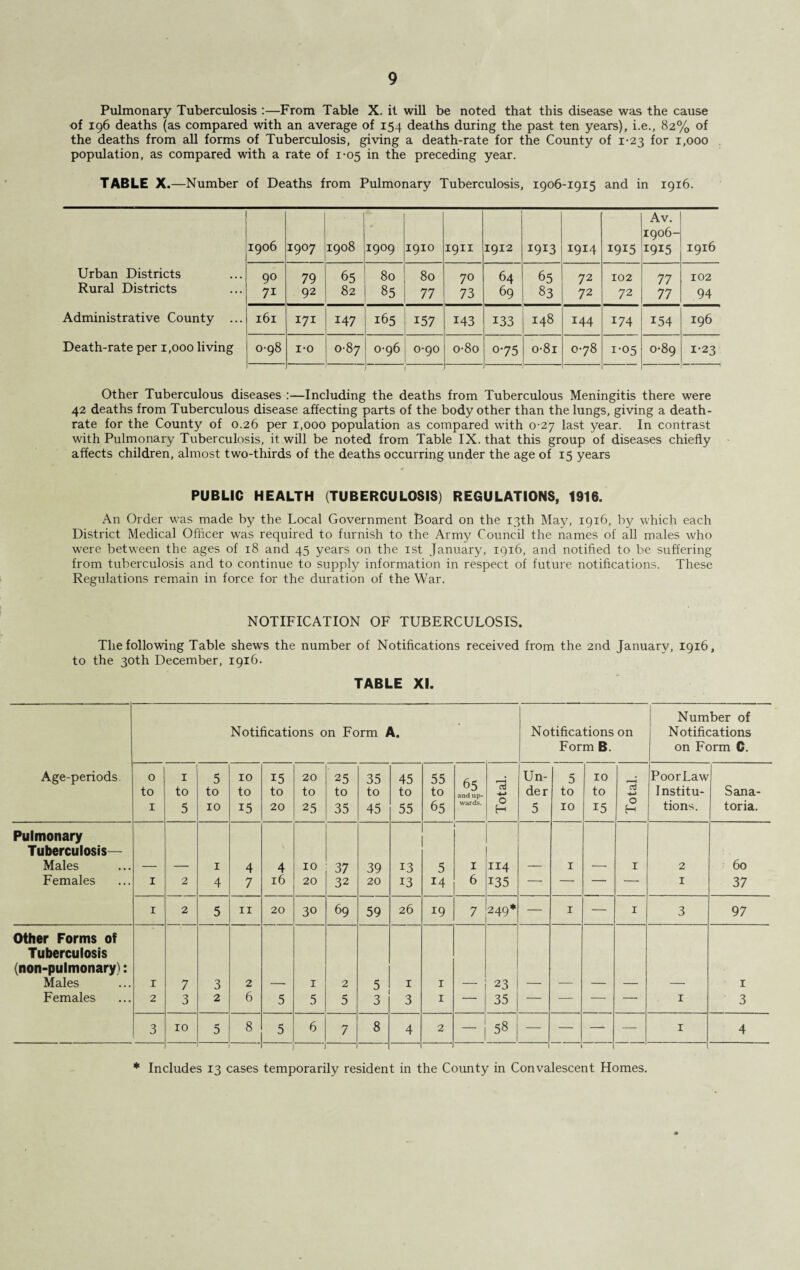 9
Pulmonary Tuberculosis :—From Table X. it will be noted that this disease was the cause
of 196 deaths (as compared with an average of 154 deaths during the past ten years), i.e., 82% of
the deaths from all forms of Tuberculosis, giving a death-rate for the County of 1·23 for 1,000
population, as compared with a rate of 1·05 in the preceding year.
TABLE X.—Number of Deaths from Pulmonary Tuberculosis, 1906-1915 and in 1916.
1906 1907 1908 1909 1910 1911 1912 1913 1914 1915 Av. 1906-1915 1916
Urban Districts ... 90 79 65 80 80 70 64 65 72 102 77 102
Rural Districts ... 71 92 82 85 77 73 69 83 72 72 77 94
Administrative County ... 161 171 147 165 157 143 133 148 144 174 154 196
Death-rate per 1,000 living 0·98 1·0 0·87 0·96 0·90 0·80 0·75 0·81 0·78 1·05 0·89 1·23
Other Tuberculous diseases :—Including the deaths from Tuberculous Meningitis there were
42 deaths from Tuberculous disease affecting parts of the body other than the lungs, giving a death-
rate for the County of 0.26 per 1,000 population as compared with 0·27 last year. In contrast
with Pulmonary Tuberculosis, it will be noted from Table IX. that this group of diseases chiefly
affects children, almost two-thirds of the deaths occurring under the age of 15 years
PUBLIC HEALTH (TUBERCULOSIS) REGULATIONS, 1916.
An Order was made by the Local Government Board on the 13th May, 1916, by which each
District Medical Officer was required to furnish to the Army Council the names of all males who
were between the ages of 18 and 45 years on the 1st January, 1916, and notified to be suffering
from tuberculosis and to continue to supply information in respect of future notifications. These
Regulations remain in force for the duration of the War.
NOTIFICATION OF TUBERCULOSIS.
The following Table shews the number of Notifications received from the 2nd January, 1916,
to the 30th December, 1916.
TABLE XI.
Notifications on Form A. Notifications on Form B. Number of Notifications on Form C.
Age-periods 0 to 1 1 to 5 5 to 10 10 to 15 15 to 20 20 to 25 25 to 35 35 to 45 45 to 55 55 to 65 65 and up-wards. Total. Un-der 5 5 to 10 10 to 15 Total. Poor Law Institu-tions. Sana-toria.
Pulmonary
Tuberculosis—
Males ... — — 1 4 4 10 37 39 13 5 1 114 — 1 — 1 2 60
Females ... 1 2 4 7 16 20 32 20 13 14 6 135 — — — — 1 37
1 2 5 11 20 30 69 59 26 19 7 249* — 1 — 1 3 97
Other Forms of
Tuberculosis
(non-pulmonary):
Males ... 1 7 3 2 — 1 2 5 1 1 — 23 — — — — — 1
Females ... 2 3 2 6 5 5 5 3 3 1 — 35 — — — — 1 3
3 10 5 8 5 6 7 8 4 2 — 58 — — — — 1 4
* Includes 13 cases temporarily resident in the County in Convalescent Homes.